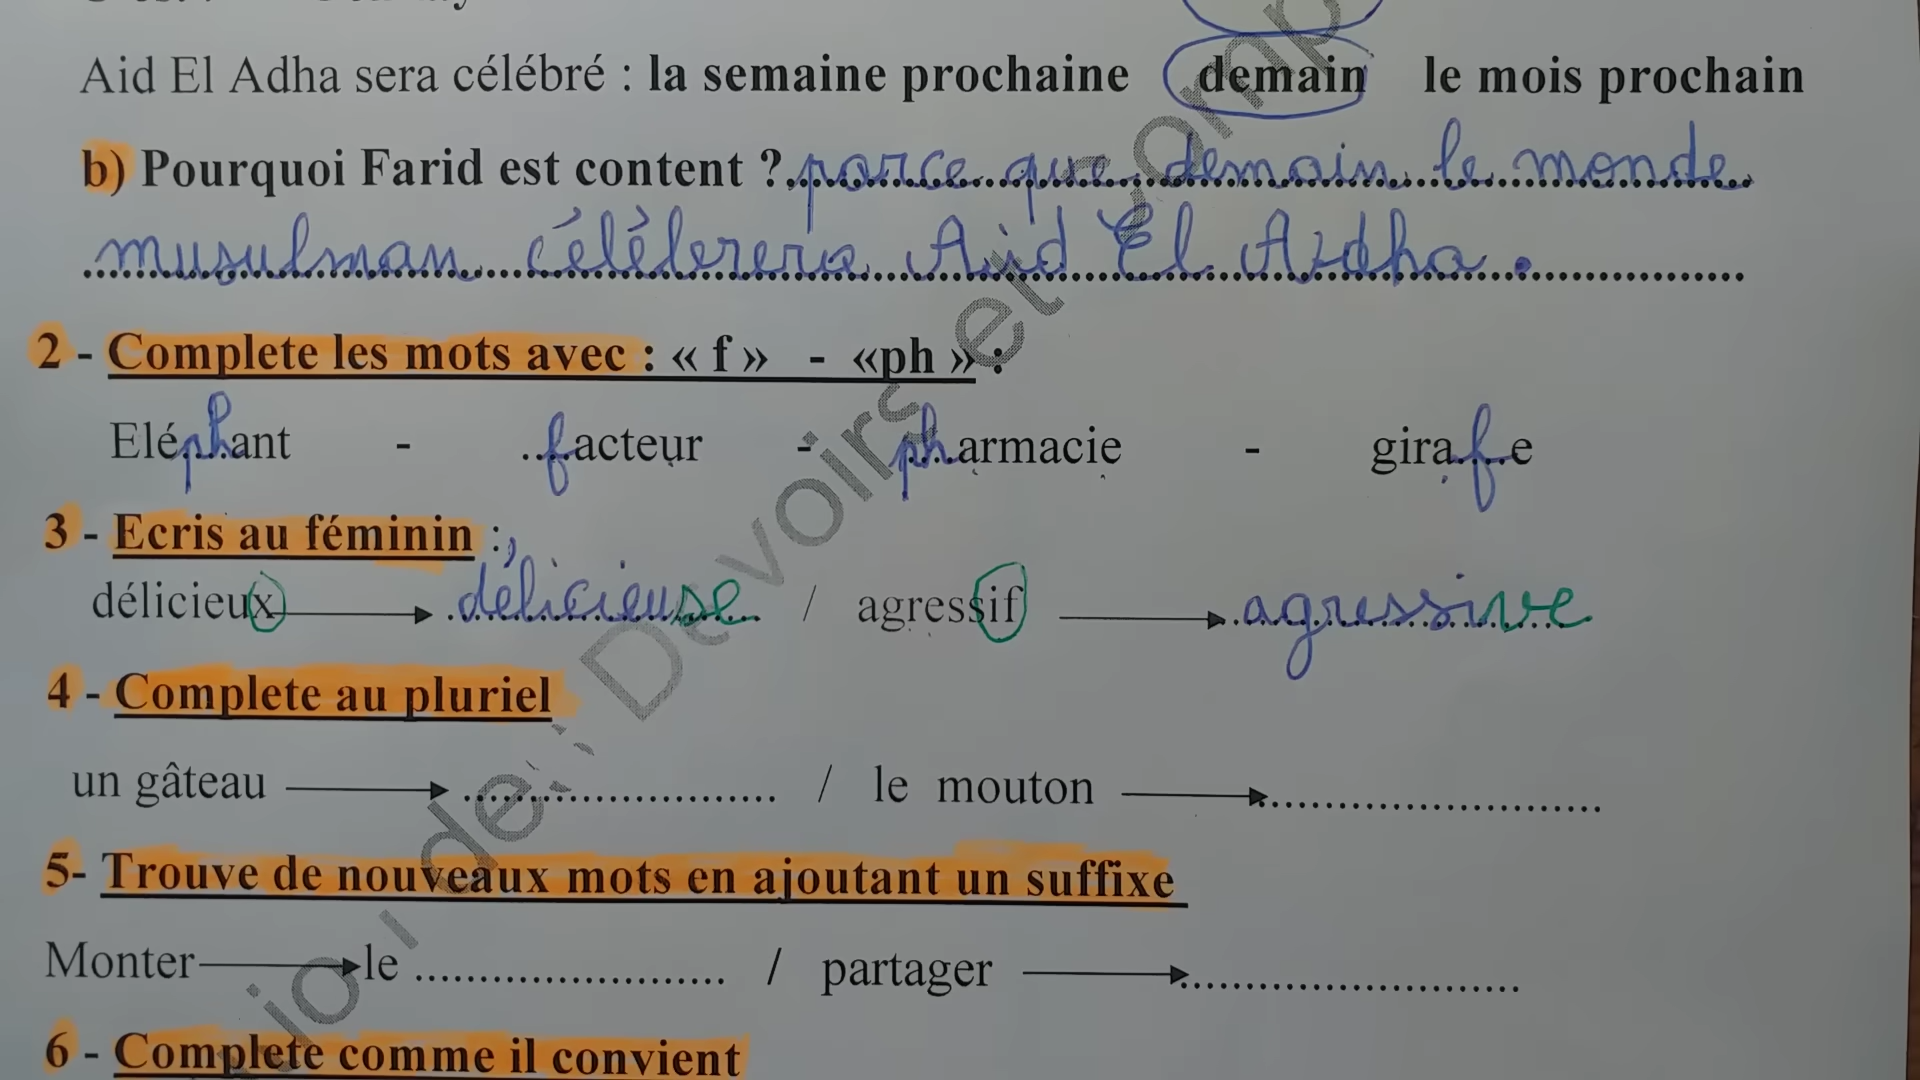 Aid El Adha sera célébré : la semaine prochaine demain le mois prochain
b) Pourquoi Farid est content ? parce que demain le monde
musulman célèbrera Aid El Ardha .
2 - Complete les mots avec : « f » - «ph » :
Eléphant - facteur - pharmacie - girafe
3 - Ecris au féminin :
délicieux délicieuse / agressif agressive
4 - Complete au pluriel
un gâteau ........................ / le mouton ..........................
5- Trouve de nouveaux mots en ajoutant un suffixe
Monter le ........................ / partager ..........................
6 - Complete comme il convient
Devoirs et